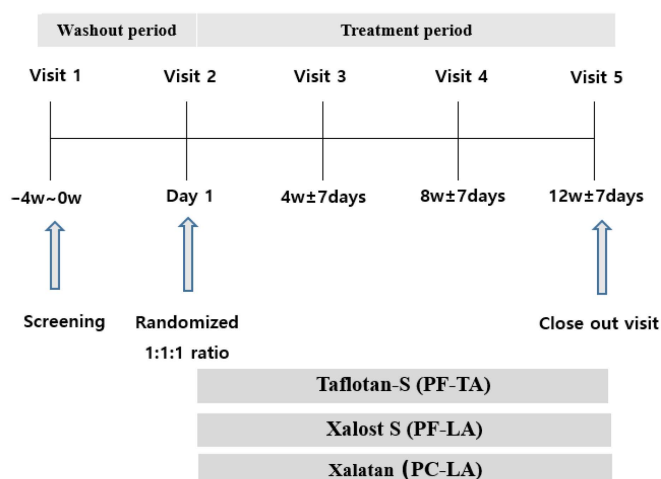 Washout period Treatment period
Visit 1 Visit 2 Visit 3 Visit 4 Visit 5
−4w~0w Day 1 4w±7days 8w±7days 12w±7days
Screening Randomized Close out visit
1:1:1 ratio
Taflotan-S (PF-TA)
Xalost S (PF-LA)
Xalatan (PC-LA)